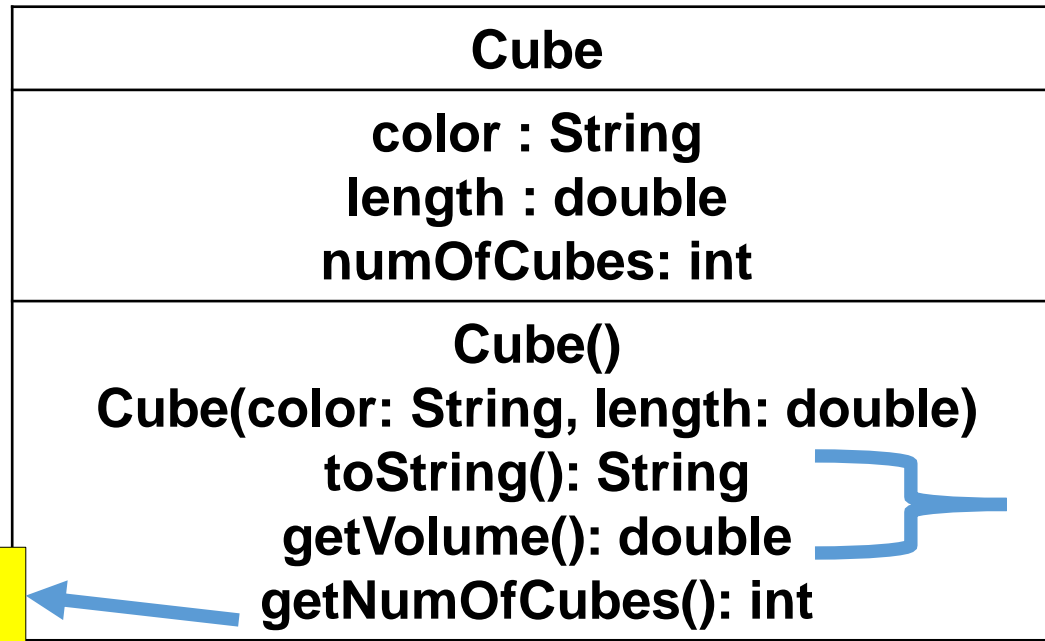 Cube
color : String
length : double
numOfCubes: int
Cube()
Cube(color: String, length: double)
toString(): String
getVolume(): double
getNumOfCubes(): int